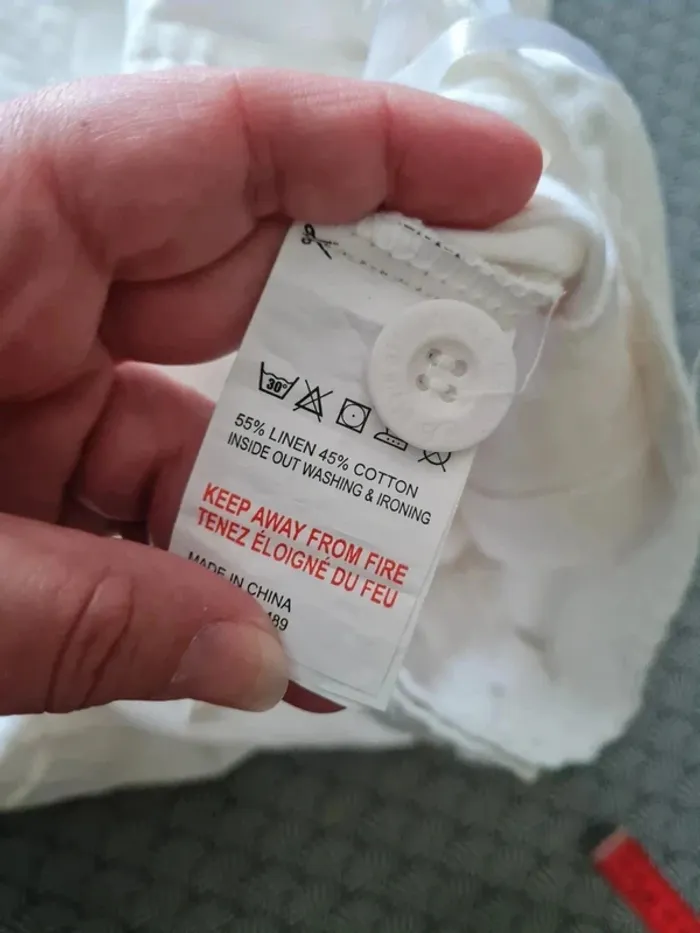 30°
55% LINEN 45% COTTON
INSIDE OUT WASHING & IRONING
KEEP AWAY FROM FIRE
TENEZ ÉLOIGNÉ DU FEU
MADE IN CHINA
489